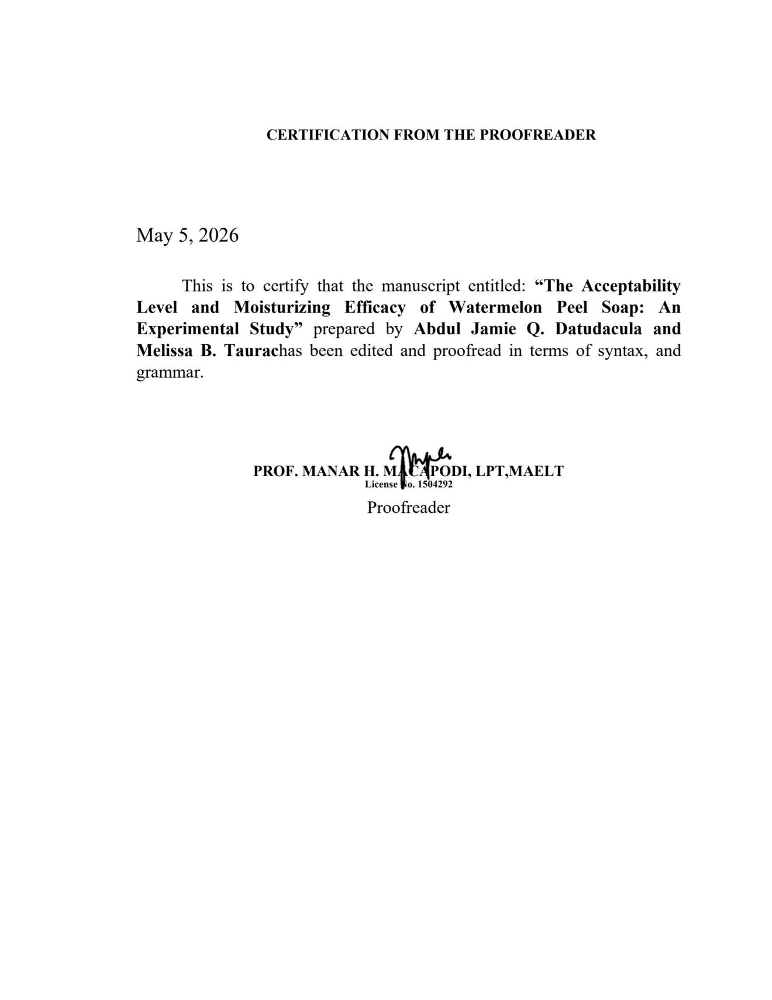 CERTIFICATION FROM THE PROOFREADER
May 5, 2026
This is to certify that the manuscript entitled: “The Acceptability
Level and Moisturizing Efficacy of Watermelon Peel Soap: An
Experimental Study” prepared by Abdul Jamie Q. Datudacula and
Melissa B. Taurachas been edited and proofread in terms of syntax, and
grammar.
PROF. MANAR H. MACAPODI, LPT,MAELT
License No. 1504292
Proofreader